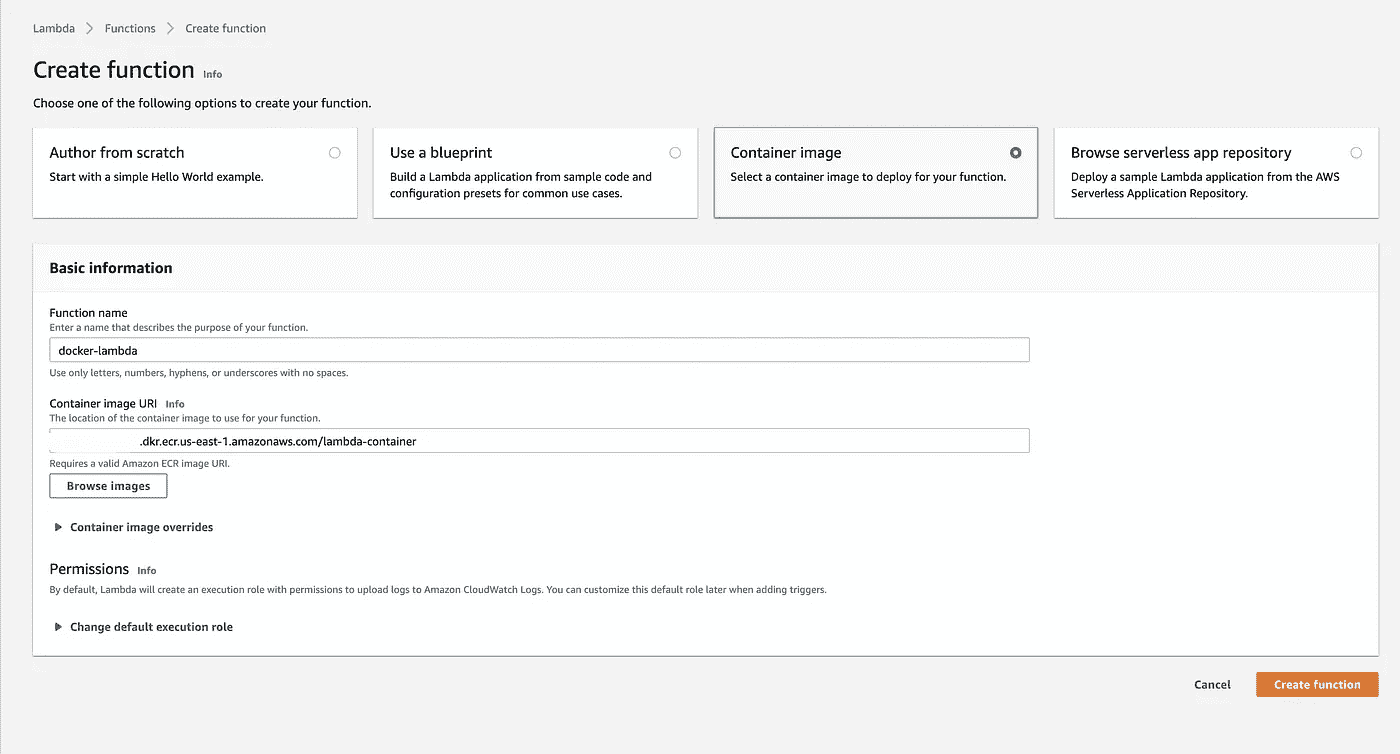 Lambda > Functions > Create function
Create function Info
Choose one of the following options to create your function.
Author from scratch
Start with a simple Hello World example.
Use a blueprint
Build a Lambda application from sample code and
configuration presets for common use cases.
Container image
Select a container image to deploy for your function.
Browse serverless app repository
Deploy a sample Lambda application from the AWS
Serverless Application Repository.
Basic information
Function name
Enter a name that describes the purpose of your function.
docker-lambda
Use only letters, numbers, hyphens, or underscores with no spaces.
Container image URI Info
The location of the container image to use for your function.
.dkr.ecr.us-east-1.amazonaws.com/lambda-container
Requires a valid Amazon ECR image URI.
Browse images
Container image overrides
Permissions Info
By default, Lambda will create an execution role with permissions to upload logs to Amazon CloudWatch Logs. You can customize this default role later when adding triggers.
Change default execution role
Cancel
Create function